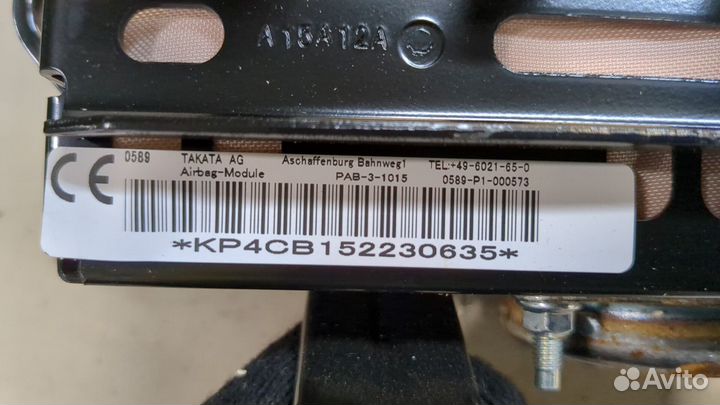 A15A12A
CE 0589 TAKATA AG Aschaffenburg Bahnweg1 TEL:+49-6021-65-0
Airbag-Module PAB-3-1015 0589-P1-000573
*KP4CB152230635*
Avito